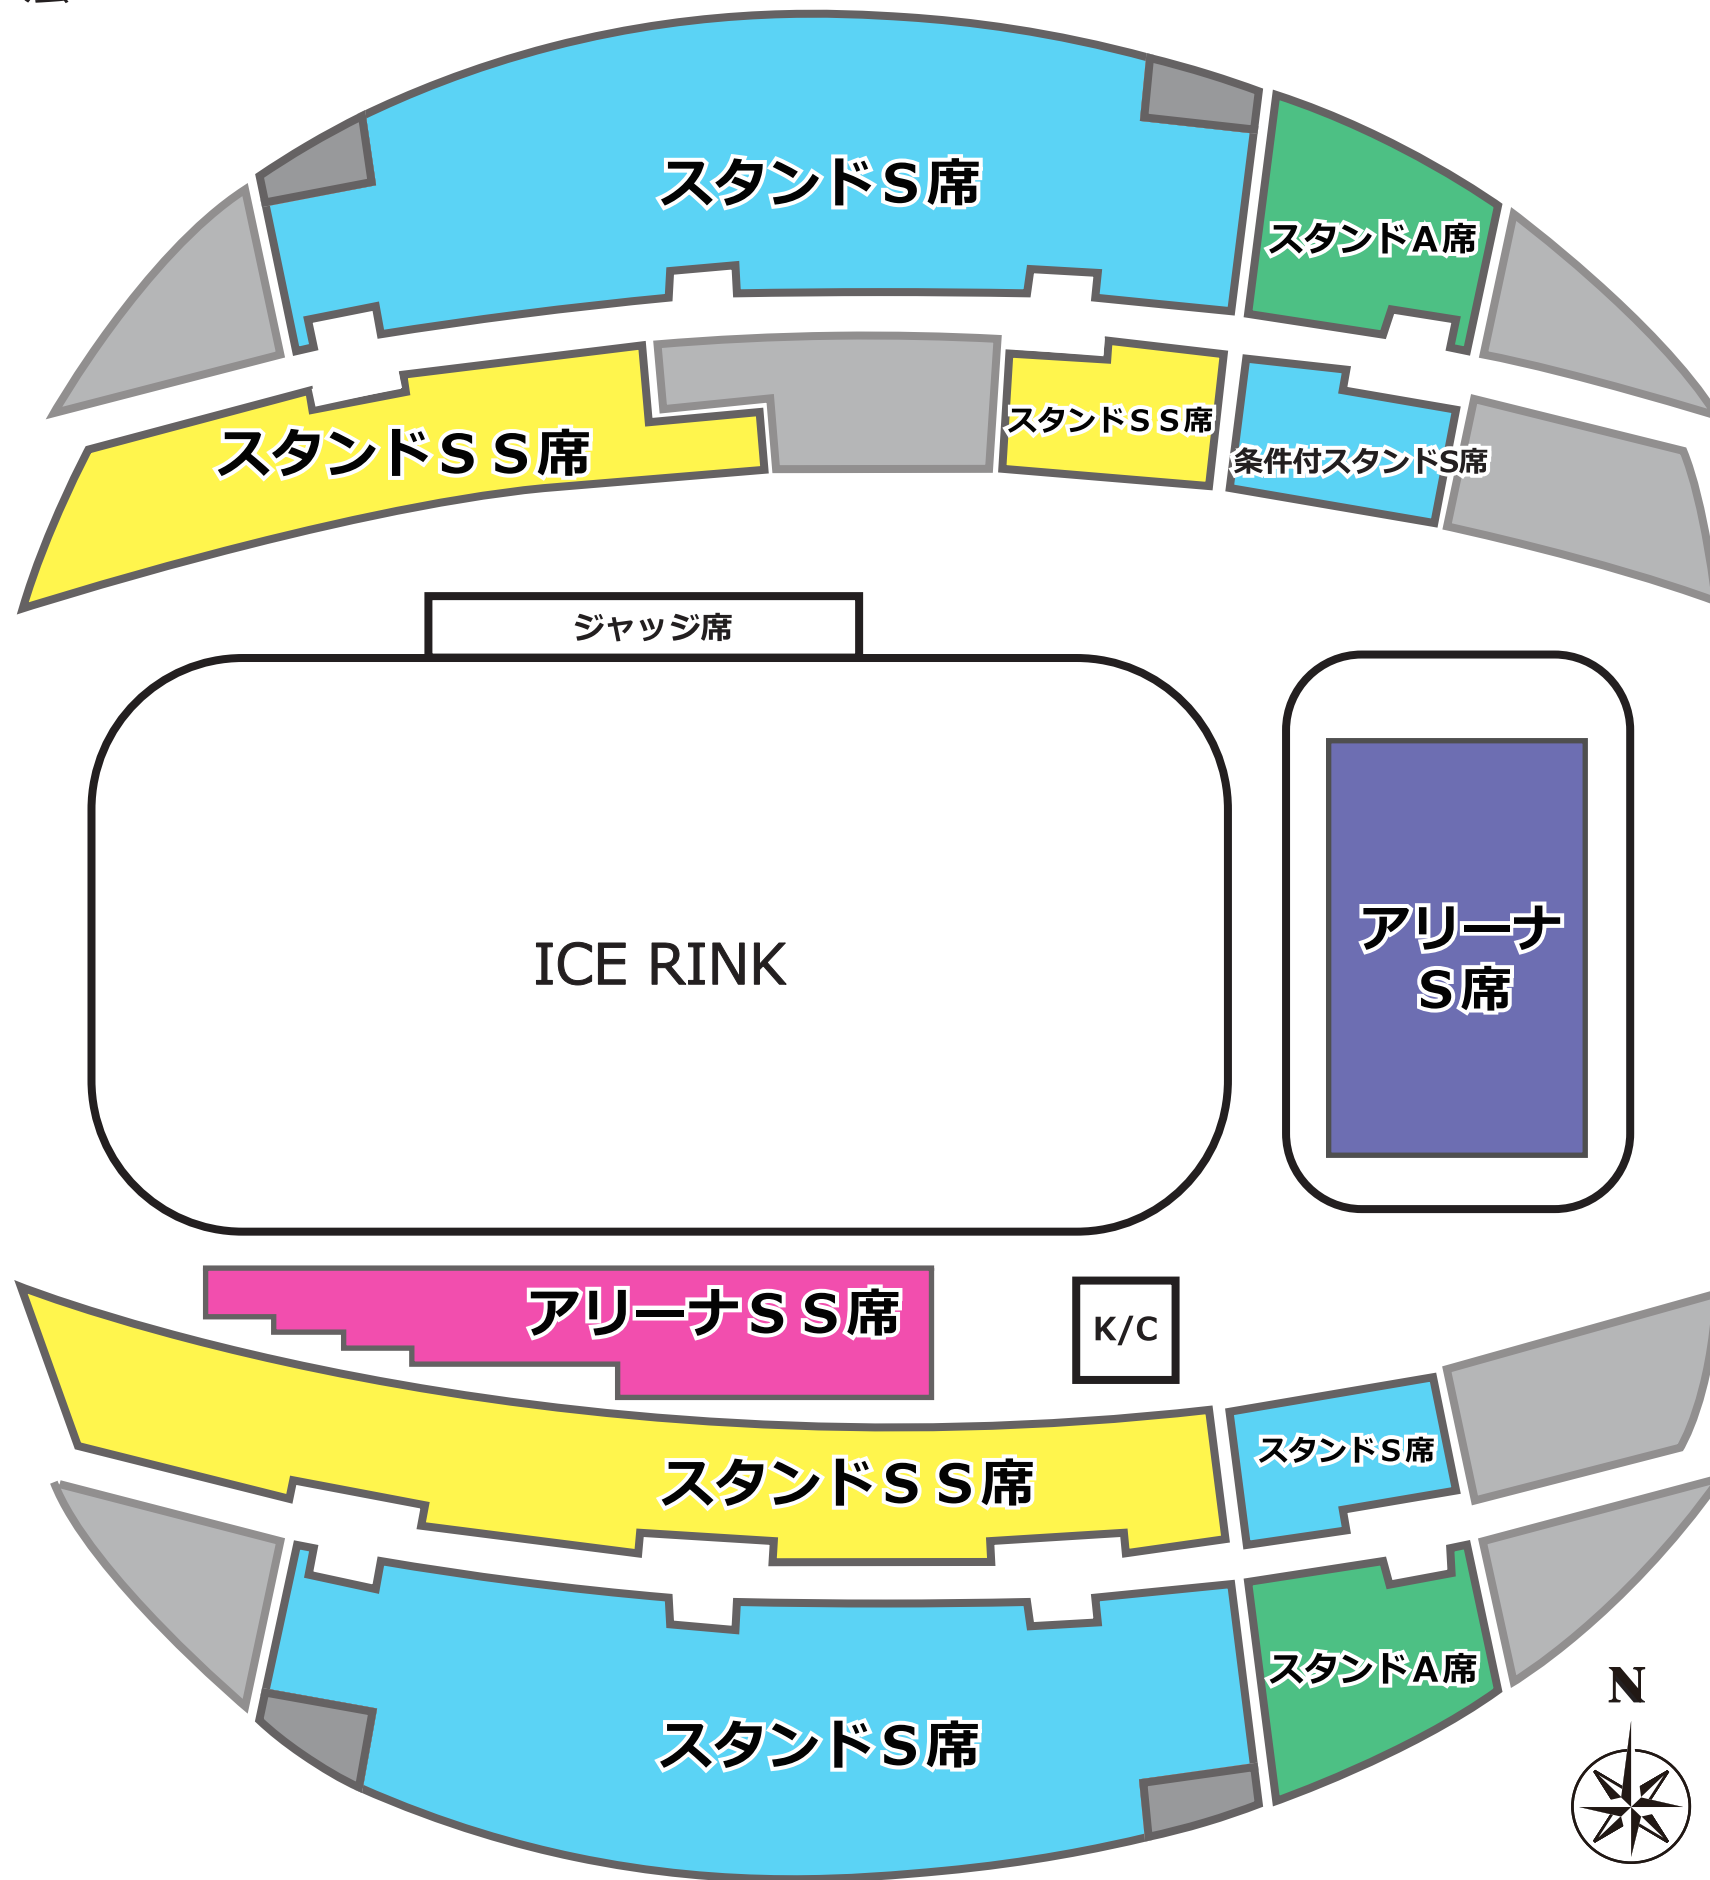 スタンドS席
スタンドA席
スタンドSS席
スタンドSS席
条件付スタンドS席
ジャッジ席
ICE RINK
アリーナ
S席
アリーナSS席
K/C
スタンドSS席
スタンドS席
スタンドS席
スタンドA席
N